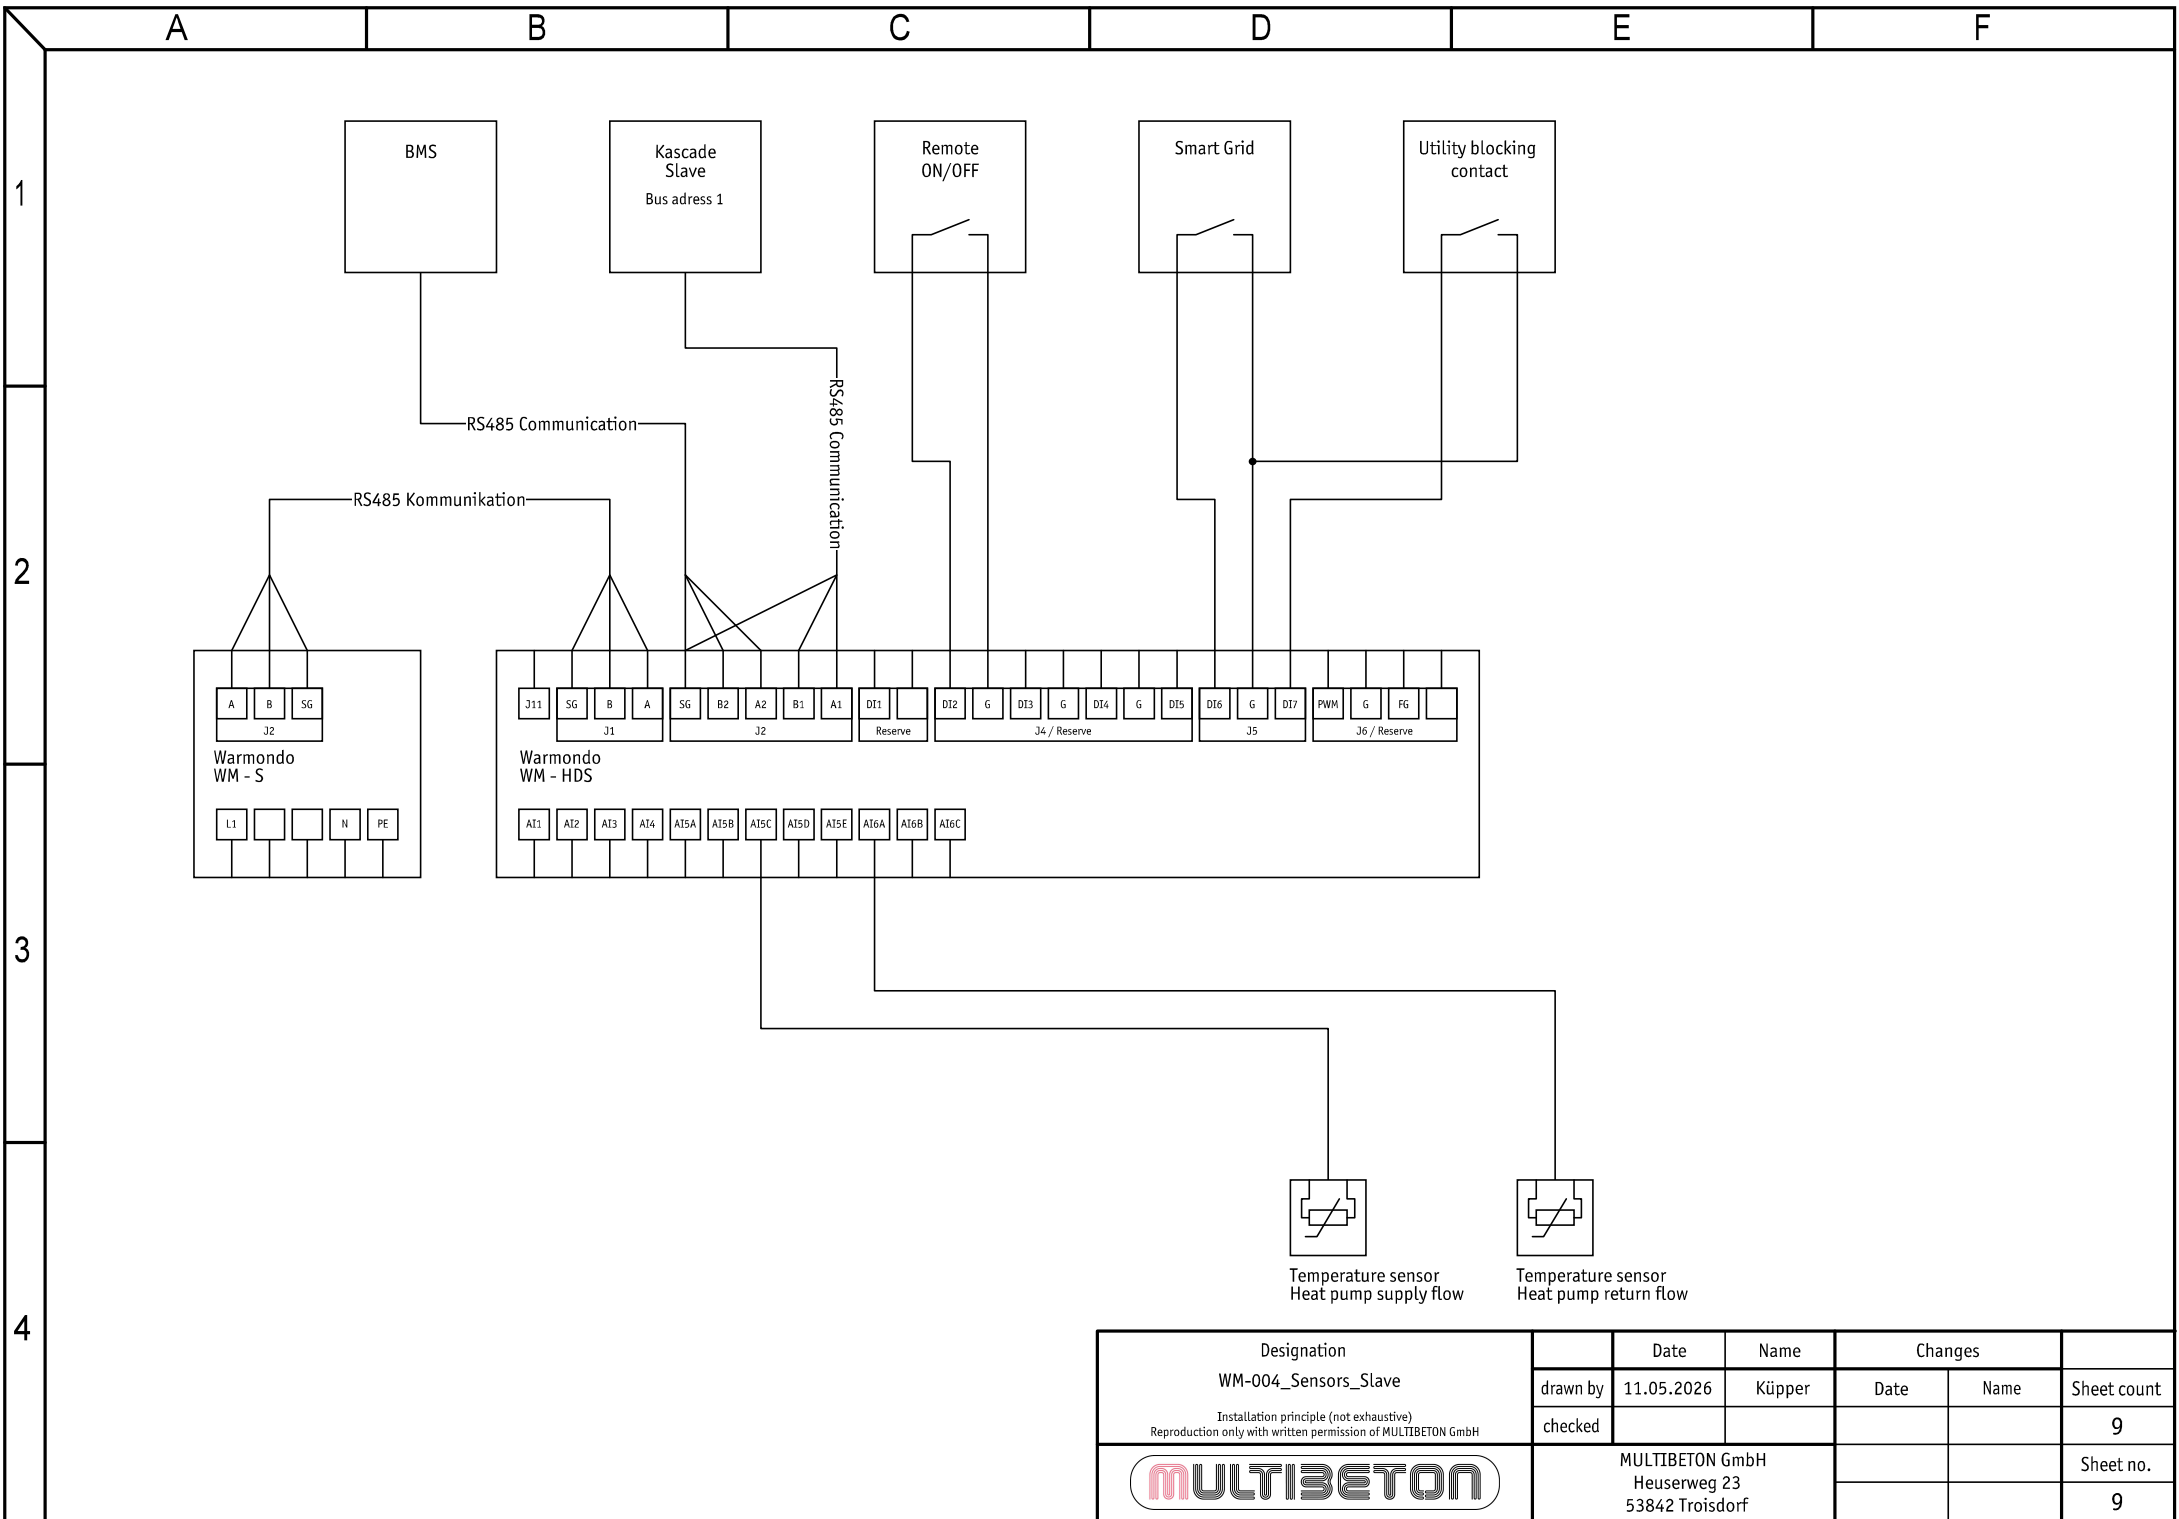 A B C D E F
1
BMS
Kascade
Slave
Bus adress 1
Remote
ON/OFF
Smart Grid
Utility blocking
contact
RS485 Communication
RS485 Communication
RS485 Kommunikation
2
A B SG
J2
Warmondo
WM - S
L1 N PE
J11 SG B A SG B2 A2 B1 A1 DI1 DI2 G DI3 G DI4 G DI5 DI6 G DI7 PWM G FG
J1 J2 Reserve J4 / Reserve J5 J6 / Reserve
Warmondo
WM - HDS
AI1 AI2 AI3 AI4 AI5A AI5B AI5C AI5D AI5E AI6A AI6B AI6C
3
Temperature sensor
Heat pump supply flow
Temperature sensor
Heat pump return flow
4
Designation
WM-004_Sensors_Slave
Installation principle (not exhaustive)
Reproduction only with written permission of MULTIBETON GmbH
MULTIBETON
Date Name Changes
drawn by 11.05.2026 Küpper Date Name Sheet count
checked 9
MULTIBETON GmbH
Heuserweg 23
53842 Troisdorf
Sheet no.
9